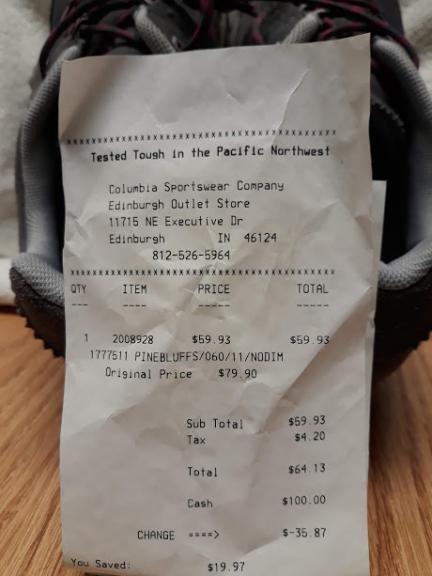 xxxxxxxxxxxxxxxxxxxxxxxxxxxxxxxxxxxxxxxx
Tested Tough in the Pacific Northwest
Columbia Sportswear Company
Edinburgh Outlet Store
11715 NE Executive Dr
Edinburgh IN 46124
812-526-5964
xxxxxxxxxxxxxxxxxxxxxxxxxxxxxxxxxxxxxxxx
QTY ITEM PRICE TOTAL
--- ---- ----- -----
1 2008928 $59.93 $59.93
1777511 PINEBLUFFS/060/11/NODIM
Original Price $79.90
Sub Total $59.93
Tax $4.20
Total $64.13
Cash $100.00
CHANGE ====> $-35.87
You Saved: $19.97